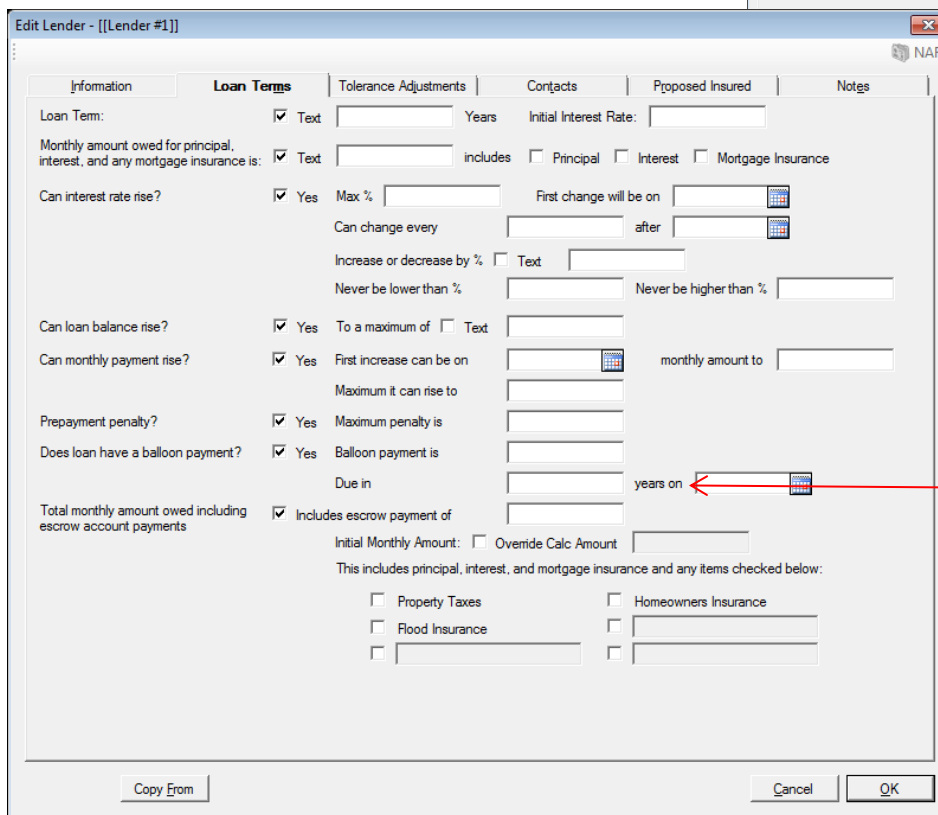 Edit Lender - [[Lender #1]]
NAF
Information Loan Terms Tolerance Adjustments Contacts Proposed Insured Notes
Loan Term: Text Years Initial Interest Rate:
Monthly amount owed for principal,
interest, and any mortgage insurance is: Text includes Principal Interest Mortgage Insurance
Can interest rate rise? Yes Max % First change will be on
Can change every after
Increase or decrease by % Text
Never be lower than % Never be higher than %
Can loan balance rise? Yes To a maximum of Text
Can monthly payment rise? Yes First increase can be on monthly amount to
Maximum it can rise to
Prepayment penalty? Yes Maximum penalty is
Does loan have a balloon payment? Yes Balloon payment is
Due in years on
Total monthly amount owed including
escrow account payments Includes escrow payment of
Initial Monthly Amount: Override Calc Amount
This includes principal, interest, and mortgage insurance and any items checked below:
Property Taxes Homeowners Insurance
Flood Insurance
Copy From Cancel OK